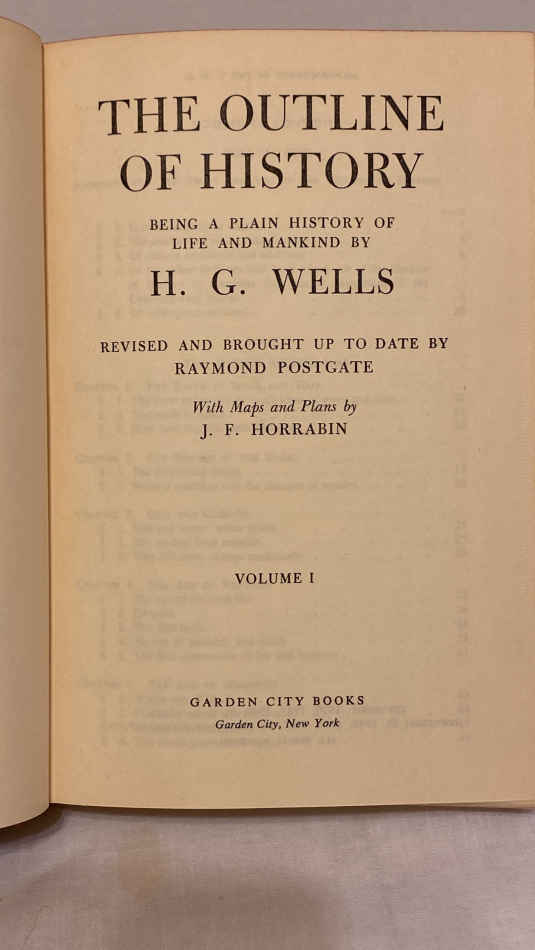 THE OUTLINE
OF HISTORY
BEING A PLAIN HISTORY OF
LIFE AND MANKIND BY
H. G. WELLS
REVISED AND BROUGHT UP TO DATE BY
RAYMOND POSTGATE
With Maps and Plans by
J. F. HORRABIN
VOLUME I
GARDEN CITY BOOKS
Garden City, New York